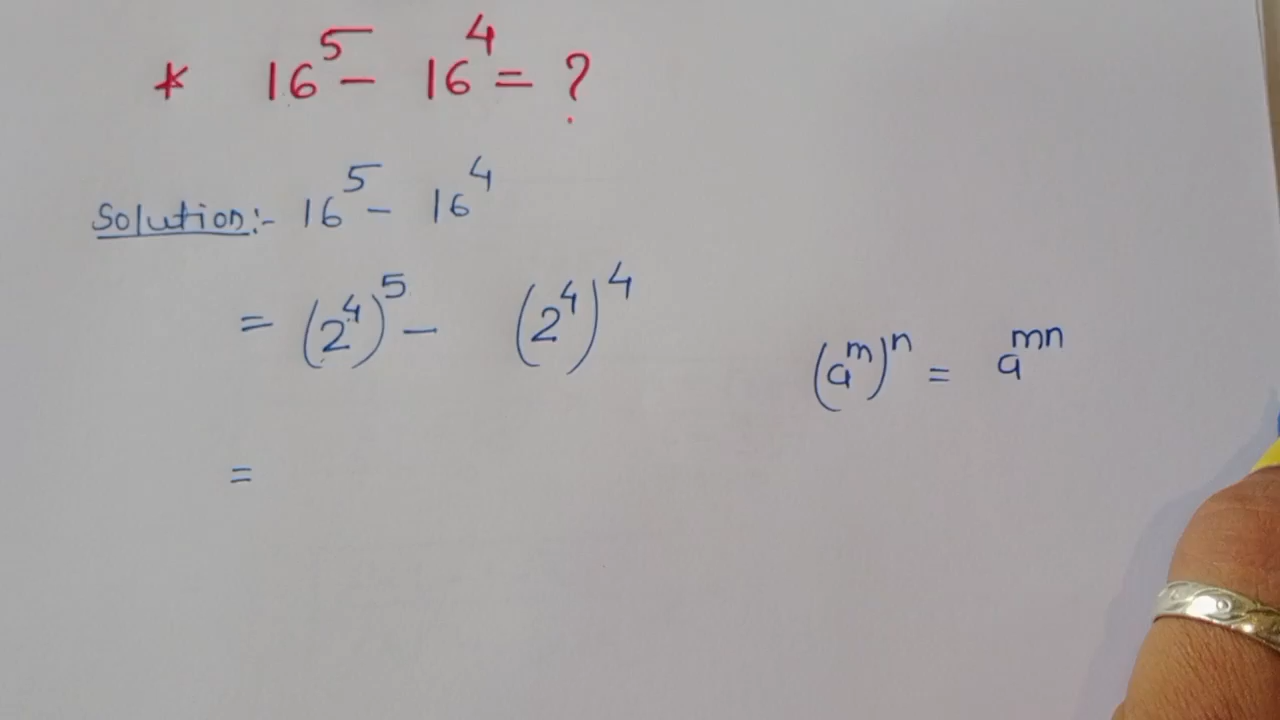 * 16⁵ - 16⁴ = ?
Solution:- 16⁵ - 16⁴
= (2⁴)⁵ - (2⁴)⁴
(aᵐ)ⁿ = aᵐⁿ
=